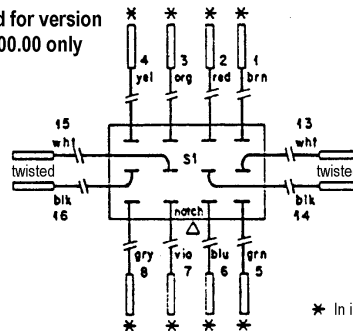 d for version
00.00 only
4 3 2 1
yel org red brn
15 13
wht wht
S1
twisted twiste
blk blk
16 14
notch
gry vio blu grn
8 7 6 5
* In i